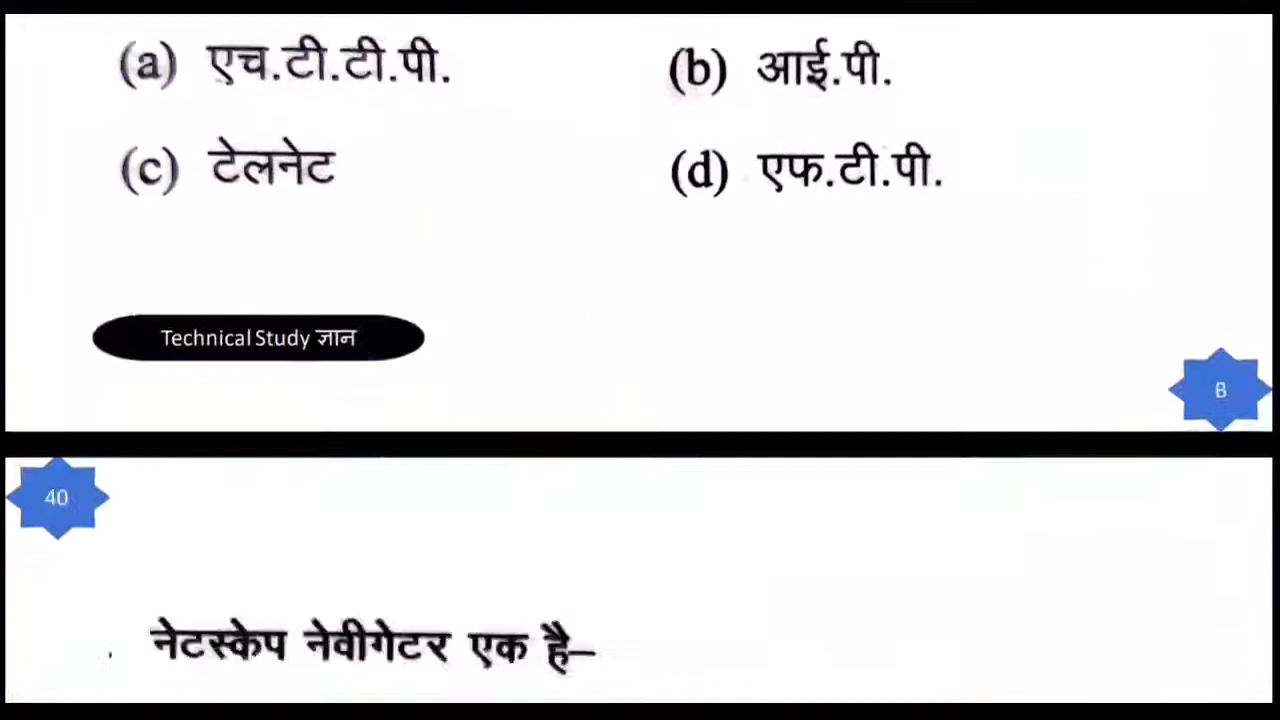 (a) एच.टी.टी.पी. (b) आई.पी.
(c) टेलनेट (d) एफ.टी.पी.
Technical Study ज्ञान
B
40
नेटस्केप नेवीगेटर एक है–